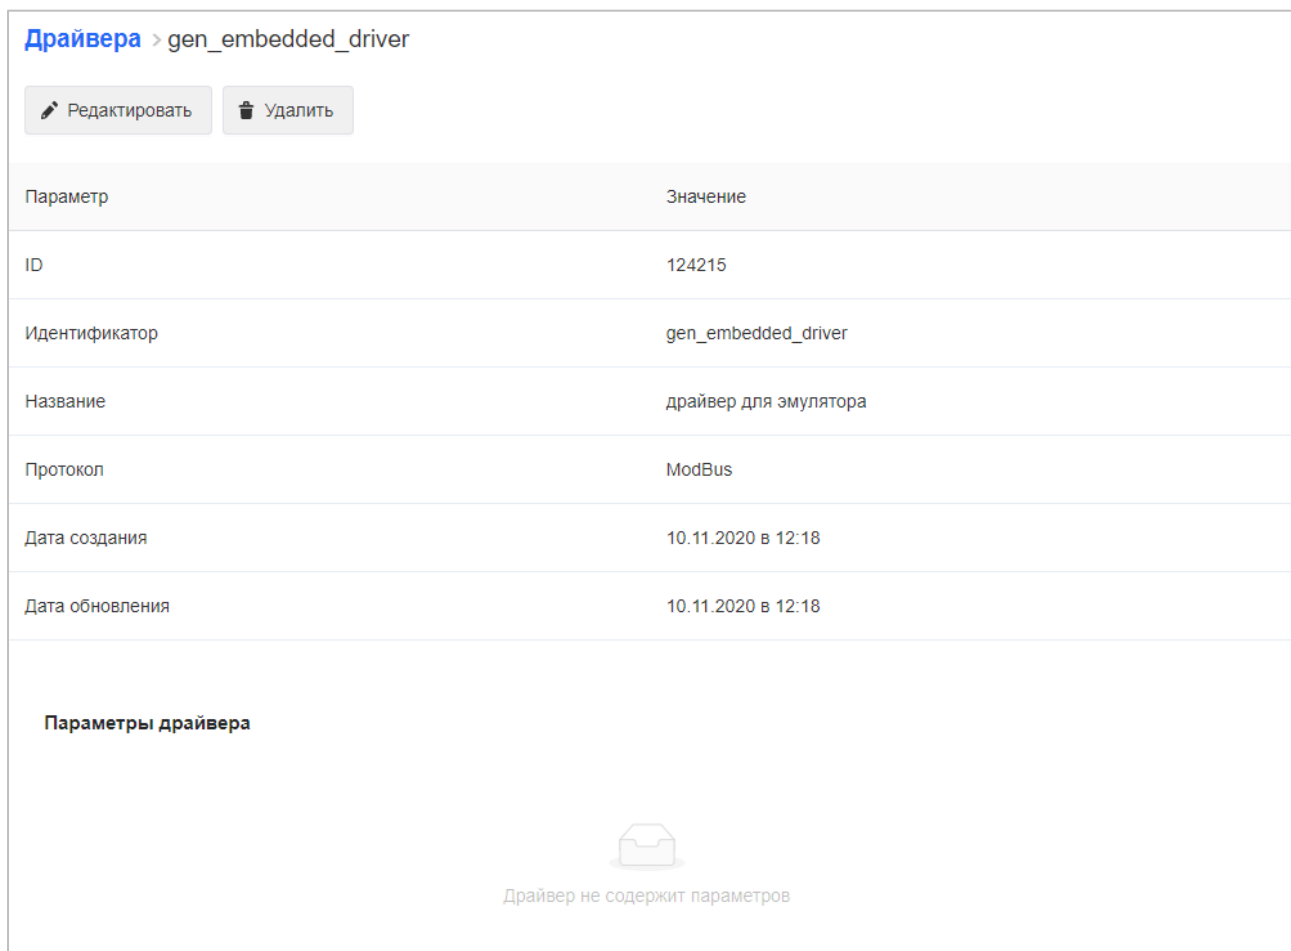 Драйвера > gen_embedded_driver
Редактировать Удалить
Параметр Значение
ID 124215
Идентификатор gen_embedded_driver
Название драйвер для эмулятора
Протокол ModBus
Дата создания 10.11.2020 в 12:18
Дата обновления 10.11.2020 в 12:18
Параметры драйвера
Драйвер не содержит параметров